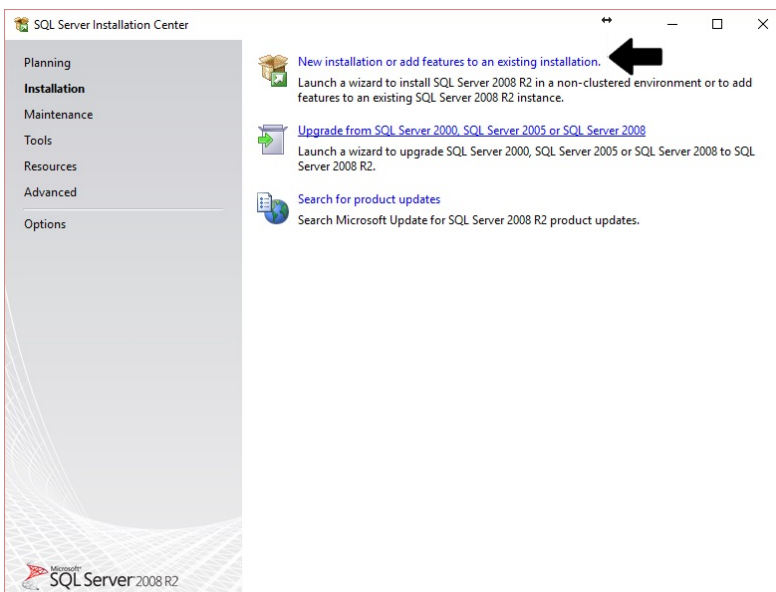 SQL Server Installation Center
Planning
Installation
Maintenance
Tools
Resources
Advanced
Options
New installation or add features to an existing installation.
Launch a wizard to install SQL Server 2008 R2 in a non-clustered environment or to add
features to an existing SQL Server 2008 R2 instance.
Upgrade from SQL Server 2000, SQL Server 2005 or SQL Server 2008
Launch a wizard to upgrade SQL Server 2000, SQL Server 2005 or SQL Server 2008 to SQL
Server 2008 R2.
Search for product updates
Search Microsoft Update for SQL Server 2008 R2 product updates.
Microsoft®
SQL Server 2008 R2